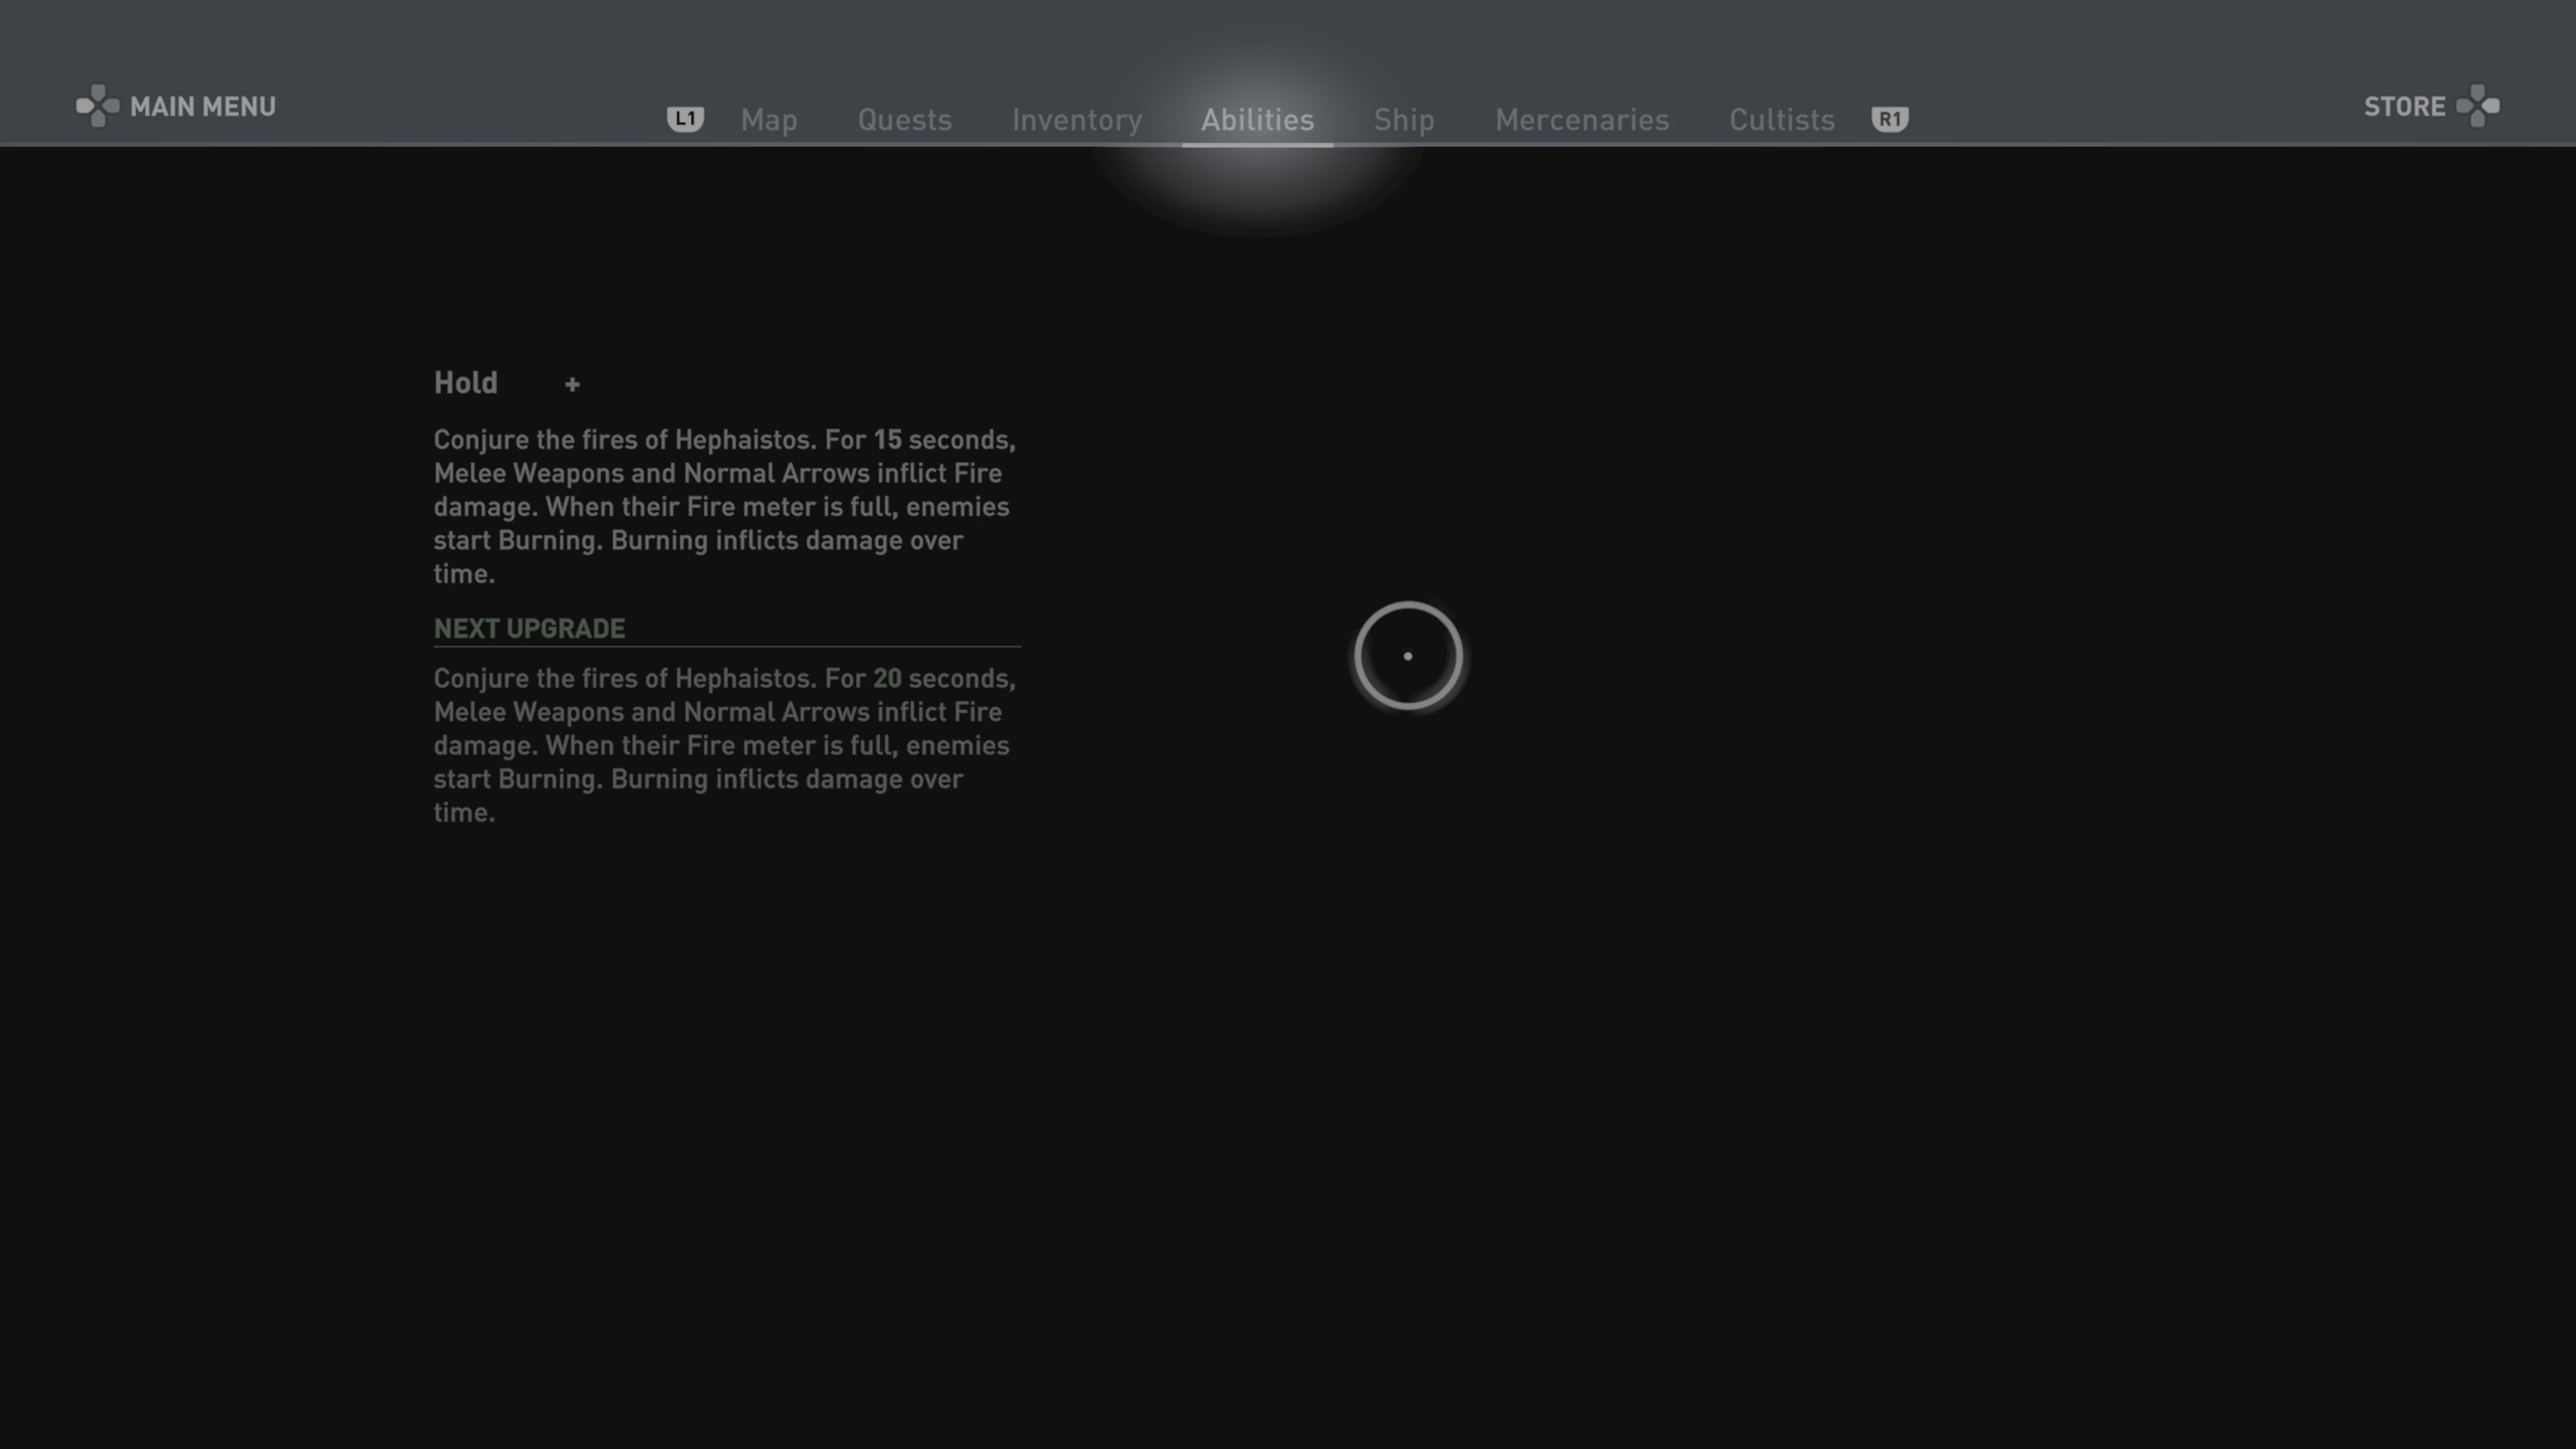 MAIN MENU
L1 Map Quests Inventory Abilities Ship Mercenaries Cultists R1
STORE
Hold +
Conjure the fires of Hephaistos. For 15 seconds,
Melee Weapons and Normal Arrows inflict Fire
damage. When their Fire meter is full, enemies
start Burning. Burning inflicts damage over
time.
NEXT UPGRADE
Conjure the fires of Hephaistos. For 20 seconds,
Melee Weapons and Normal Arrows inflict Fire
damage. When their Fire meter is full, enemies
start Burning. Burning inflicts damage over
time.